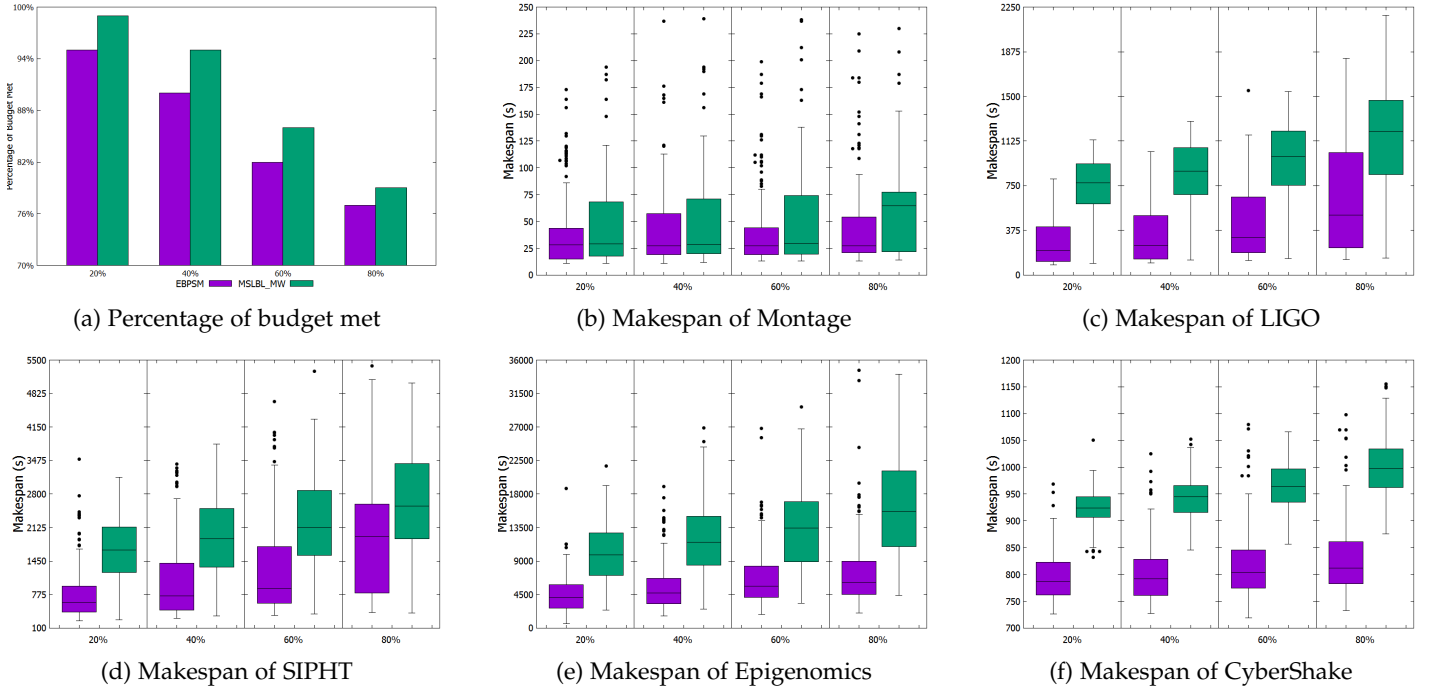 100%
94%
88%
82%
76%
70%
Percentage of Budget Met
20% 40% 60% 80%
EBPSM MSLBL_MW
(a) Percentage of budget met
250
225
200
175
150
125
100
75
50
25
0
Makespan (s)
20% 40% 60% 80%
(b) Makespan of Montage
2250
1875
1500
1125
750
375
0
Makespan (s)
20% 40% 60% 80%
(c) Makespan of LIGO
5500
4825
4150
3475
2800
2125
1450
775
100
Makespan (s)
20% 40% 60% 80%
(d) Makespan of SIPHT
36000
31500
27000
22500
18000
13500
9000
4500
0
Makespan (s)
20% 40% 60% 80%
(e) Makespan of Epigenomics
1200
1150
1100
1050
1000
950
900
850
800
750
700
Makespan (s)
20% 40% 60% 80%
(f) Makespan of CyberShake